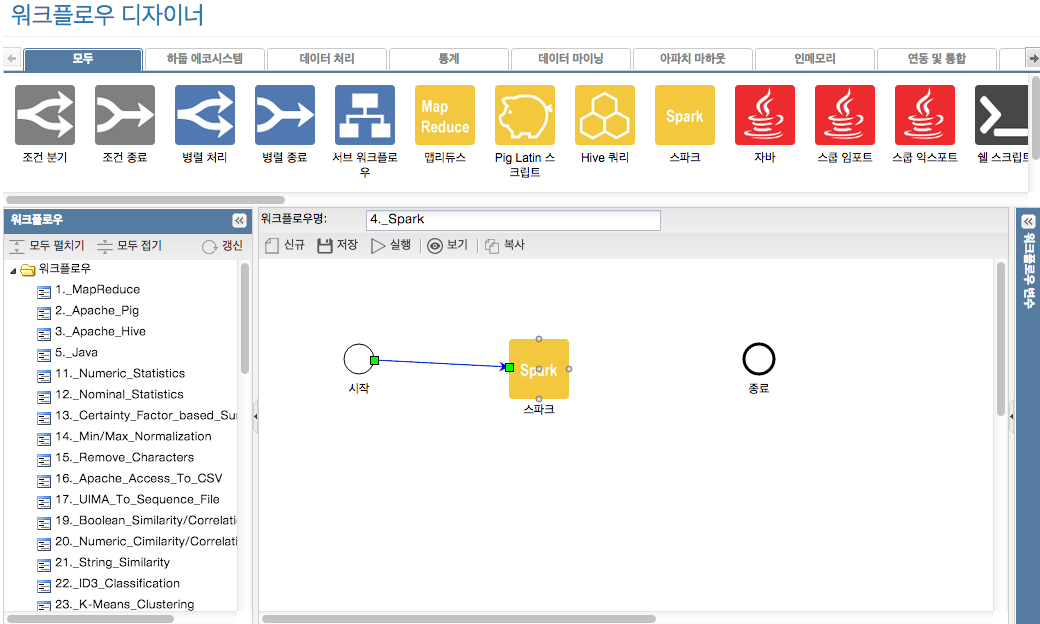 워크플로우 디자이너
모두 하둡 에코시스템 데이터 처리 통계 데이터 마이닝 아파치 마하웃 인메모리 연동 및 통합
Map
Reduce
Spark
조건 분기 조건 종료 병렬 처리 병렬 종료 서브 워크플로
우 맵리듀스 Pig Latin 스
크립트 Hive 쿼리 스파크 자바 스쿱 임포트 스쿱 익스포트 쉘 스크립트
워크플로우
모두 펼치기 모두 접기 갱신
워크플로우
1._MapReduce
2._Apache_Pig
3._Apache_Hive
5._Java
11._Numeric_Statistics
12._Nominal_Statistics
13._Certainty_Factor_based_Su
14._Min/Max_Normalization
15._Remove_Characters
16._Apache_Access_To_CSV
17._UIMA_To_Sequence_File
19._Boolean_Similarity/Correlati
20._Numeric_Cimilarity/Correlati
21._String_Similarity
22._ID3_Classification
23._K-Means_Clustering
워크플로우명: 4._Spark
신규 저장 실행 보기 복사
시작
Spark
스파크
종료
워크플로우 변수